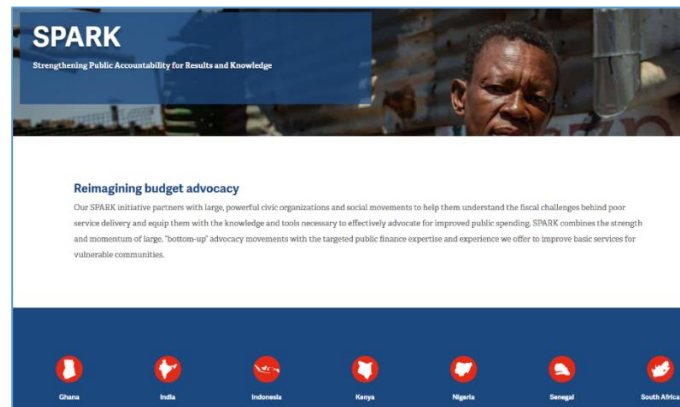 SPARK
Strengthening Public Accountability for Results and Knowledge
Reimagining budget advocacy
Our SPARK initiative partners with large, powerful civic organizations and social movements to help them understand the fiscal challenges behind poor
service delivery and equip them with the knowledge and tools necessary to effectively advocate for improved public spending. SPARK combines the strength
and momentum of large, "bottom-up" advocacy movements with the targeted public finance expertise and experience we offer to improve basic services for
vulnerable communities.
Ghana India Indonesia Kenya Nigeria Senegal South Africa